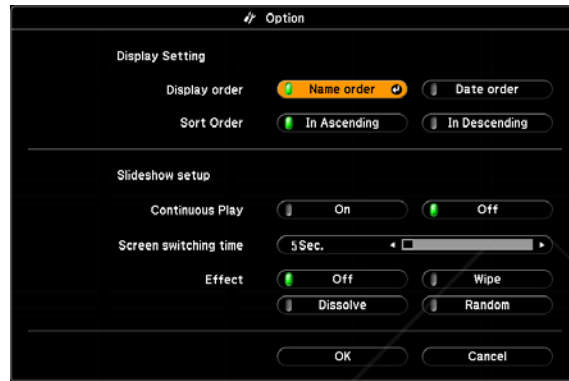 Option
Display Setting
Display order Name order Date order
Sort Order In Ascending In Descending
Slideshow setup
Continuous Play On Off
Screen switching time 5Sec.
Effect Off Wipe
Dissolve Random
OK Cancel